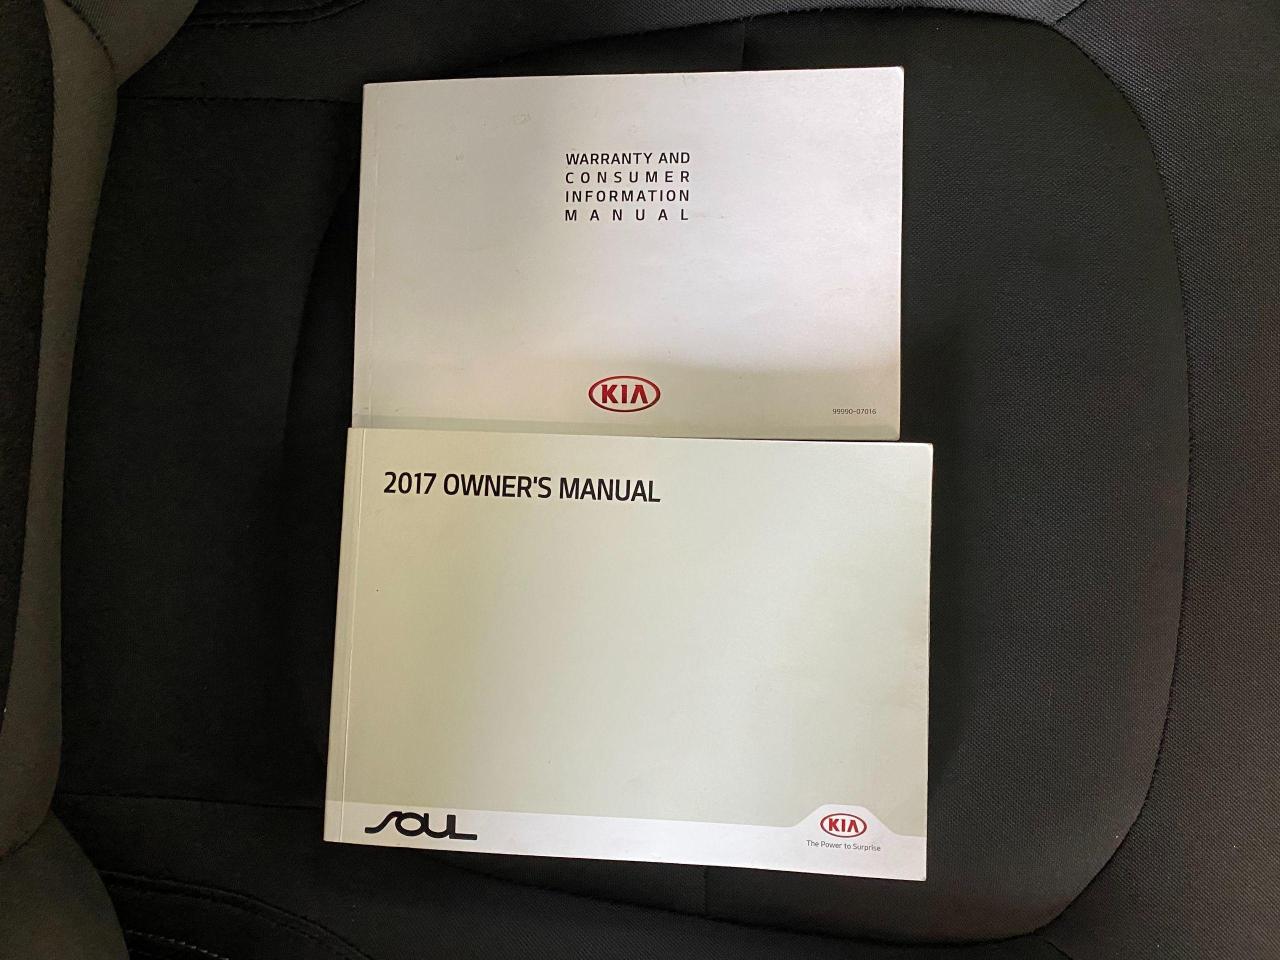 WARRANTY AND
CONSUMER
INFORMATION
MANUAL
KIA
99990-07016
2017 OWNER'S MANUAL
SOUL
KIA
The Power to Surprise